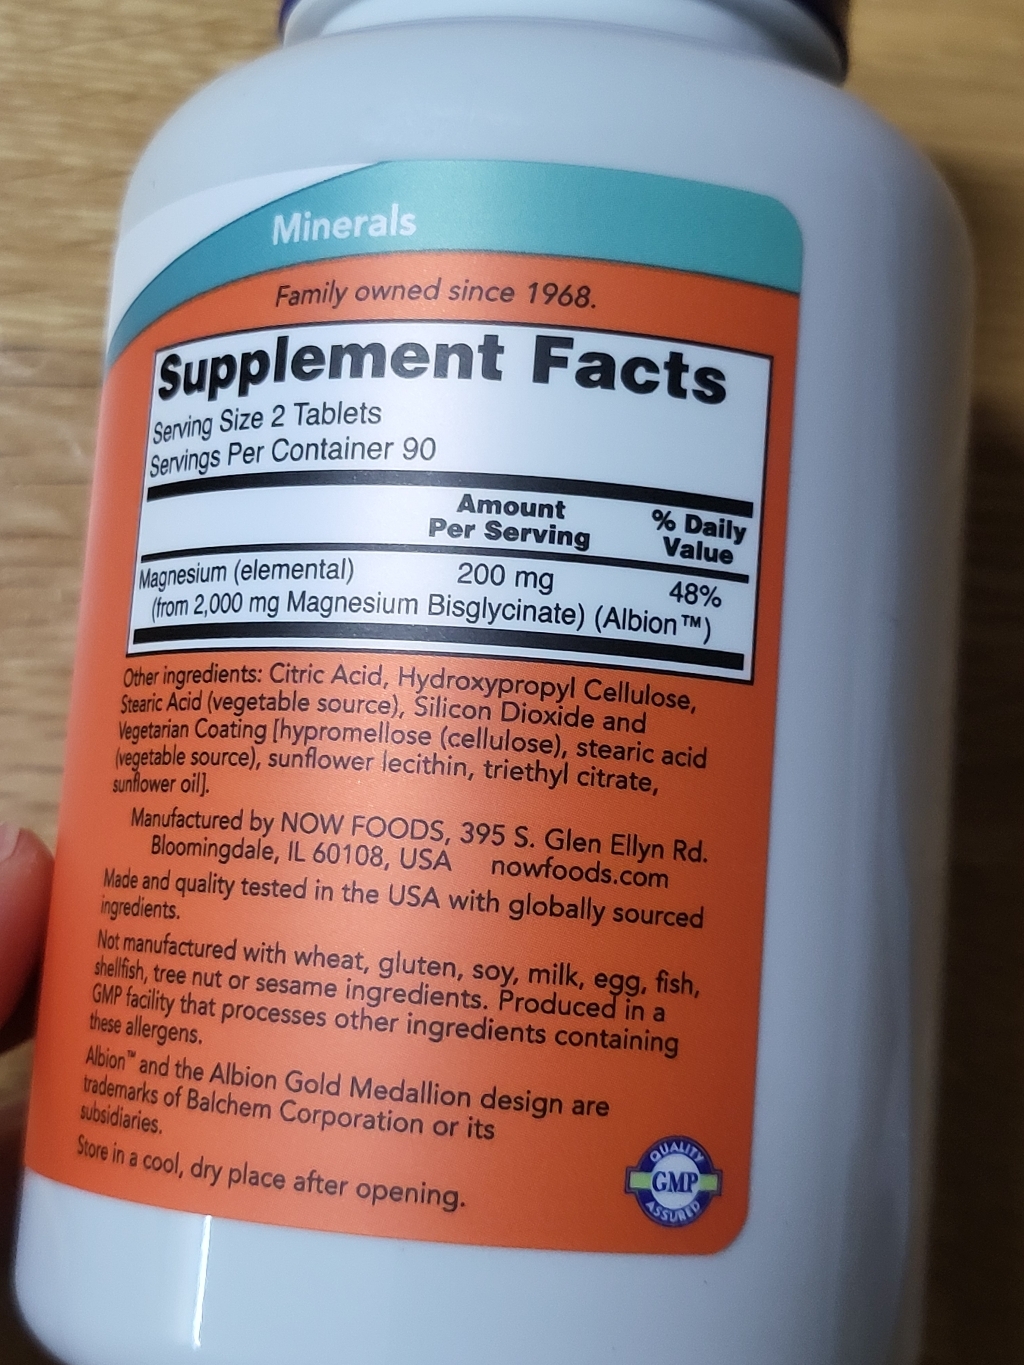 Minerals
Family owned since 1968.
Supplement Facts
Serving Size 2 Tablets
Servings Per Container 90
Amount Per Serving
% Daily Value
Magnesium (elemental) 200 mg 48%
(from 2,000 mg Magnesium Bisglycinate) (Albion™)
Other ingredients: Citric Acid, Hydroxypropyl Cellulose,
Stearic Acid (vegetable source), Silicon Dioxide and
Vegetarian Coating [hypromellose (cellulose), stearic acid
(vegetable source), sunflower lecithin, triethyl citrate,
sunflower oil].
Manufactured by NOW FOODS, 395 S. Glen Ellyn Rd.
Bloomingdale, IL 60108, USA nowfoods.com
Made and quality tested in the USA with globally sourced
ingredients.
Not manufactured with wheat, gluten, soy, milk, egg, fish,
shellfish, tree nut or sesame ingredients. Produced in a
GMP facility that processes other ingredients containing
these allergens.
Albion™ and the Albion Gold Medallion design are
trademarks of Balchem Corporation or its
subsidiaries.
Store in a cool, dry place after opening.
QUALITY
GMP
ASSURED